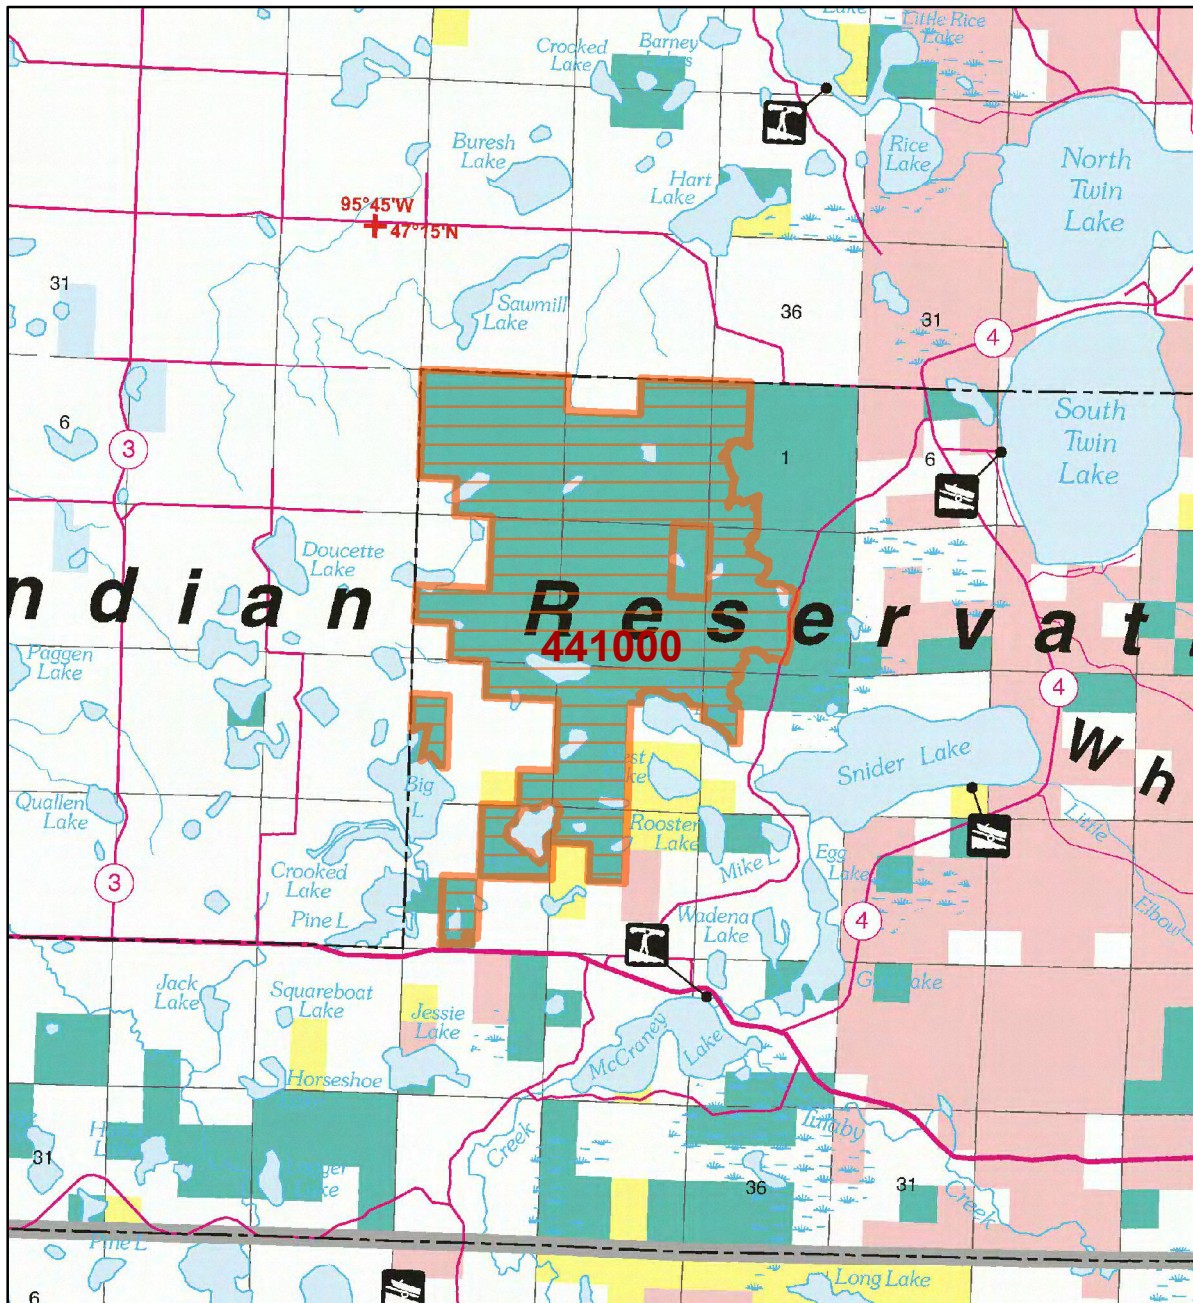 Lake
Little Rice
Lake
Crooked
Lake
Barney
Lakes
Buresh
Lake
Rice
Lake
North
Twin
Lake
Hart
Lake
95°45'W
47°15'N
31
Sawmill
Lake
36
31
4
6
3
1
6
South
Twin
Lake
Doucette
Lake
ndian Reservat
441000
Paggen
Lake
4
Wh
Snider Lake
Big
L
Quallen
Lake
Rooster
Lake
Mike L
Egg
Lake
Little
Elbow
Crooked
Lake
3
Pine L
Wadena
Lake
4
Jack
Lake
Squareboat
Lake
Jessie
Lake
McCraney
Lake
Horseshoe
Creek
Tulaby
Creek
31
36
31
Pine L
Long Lake
6